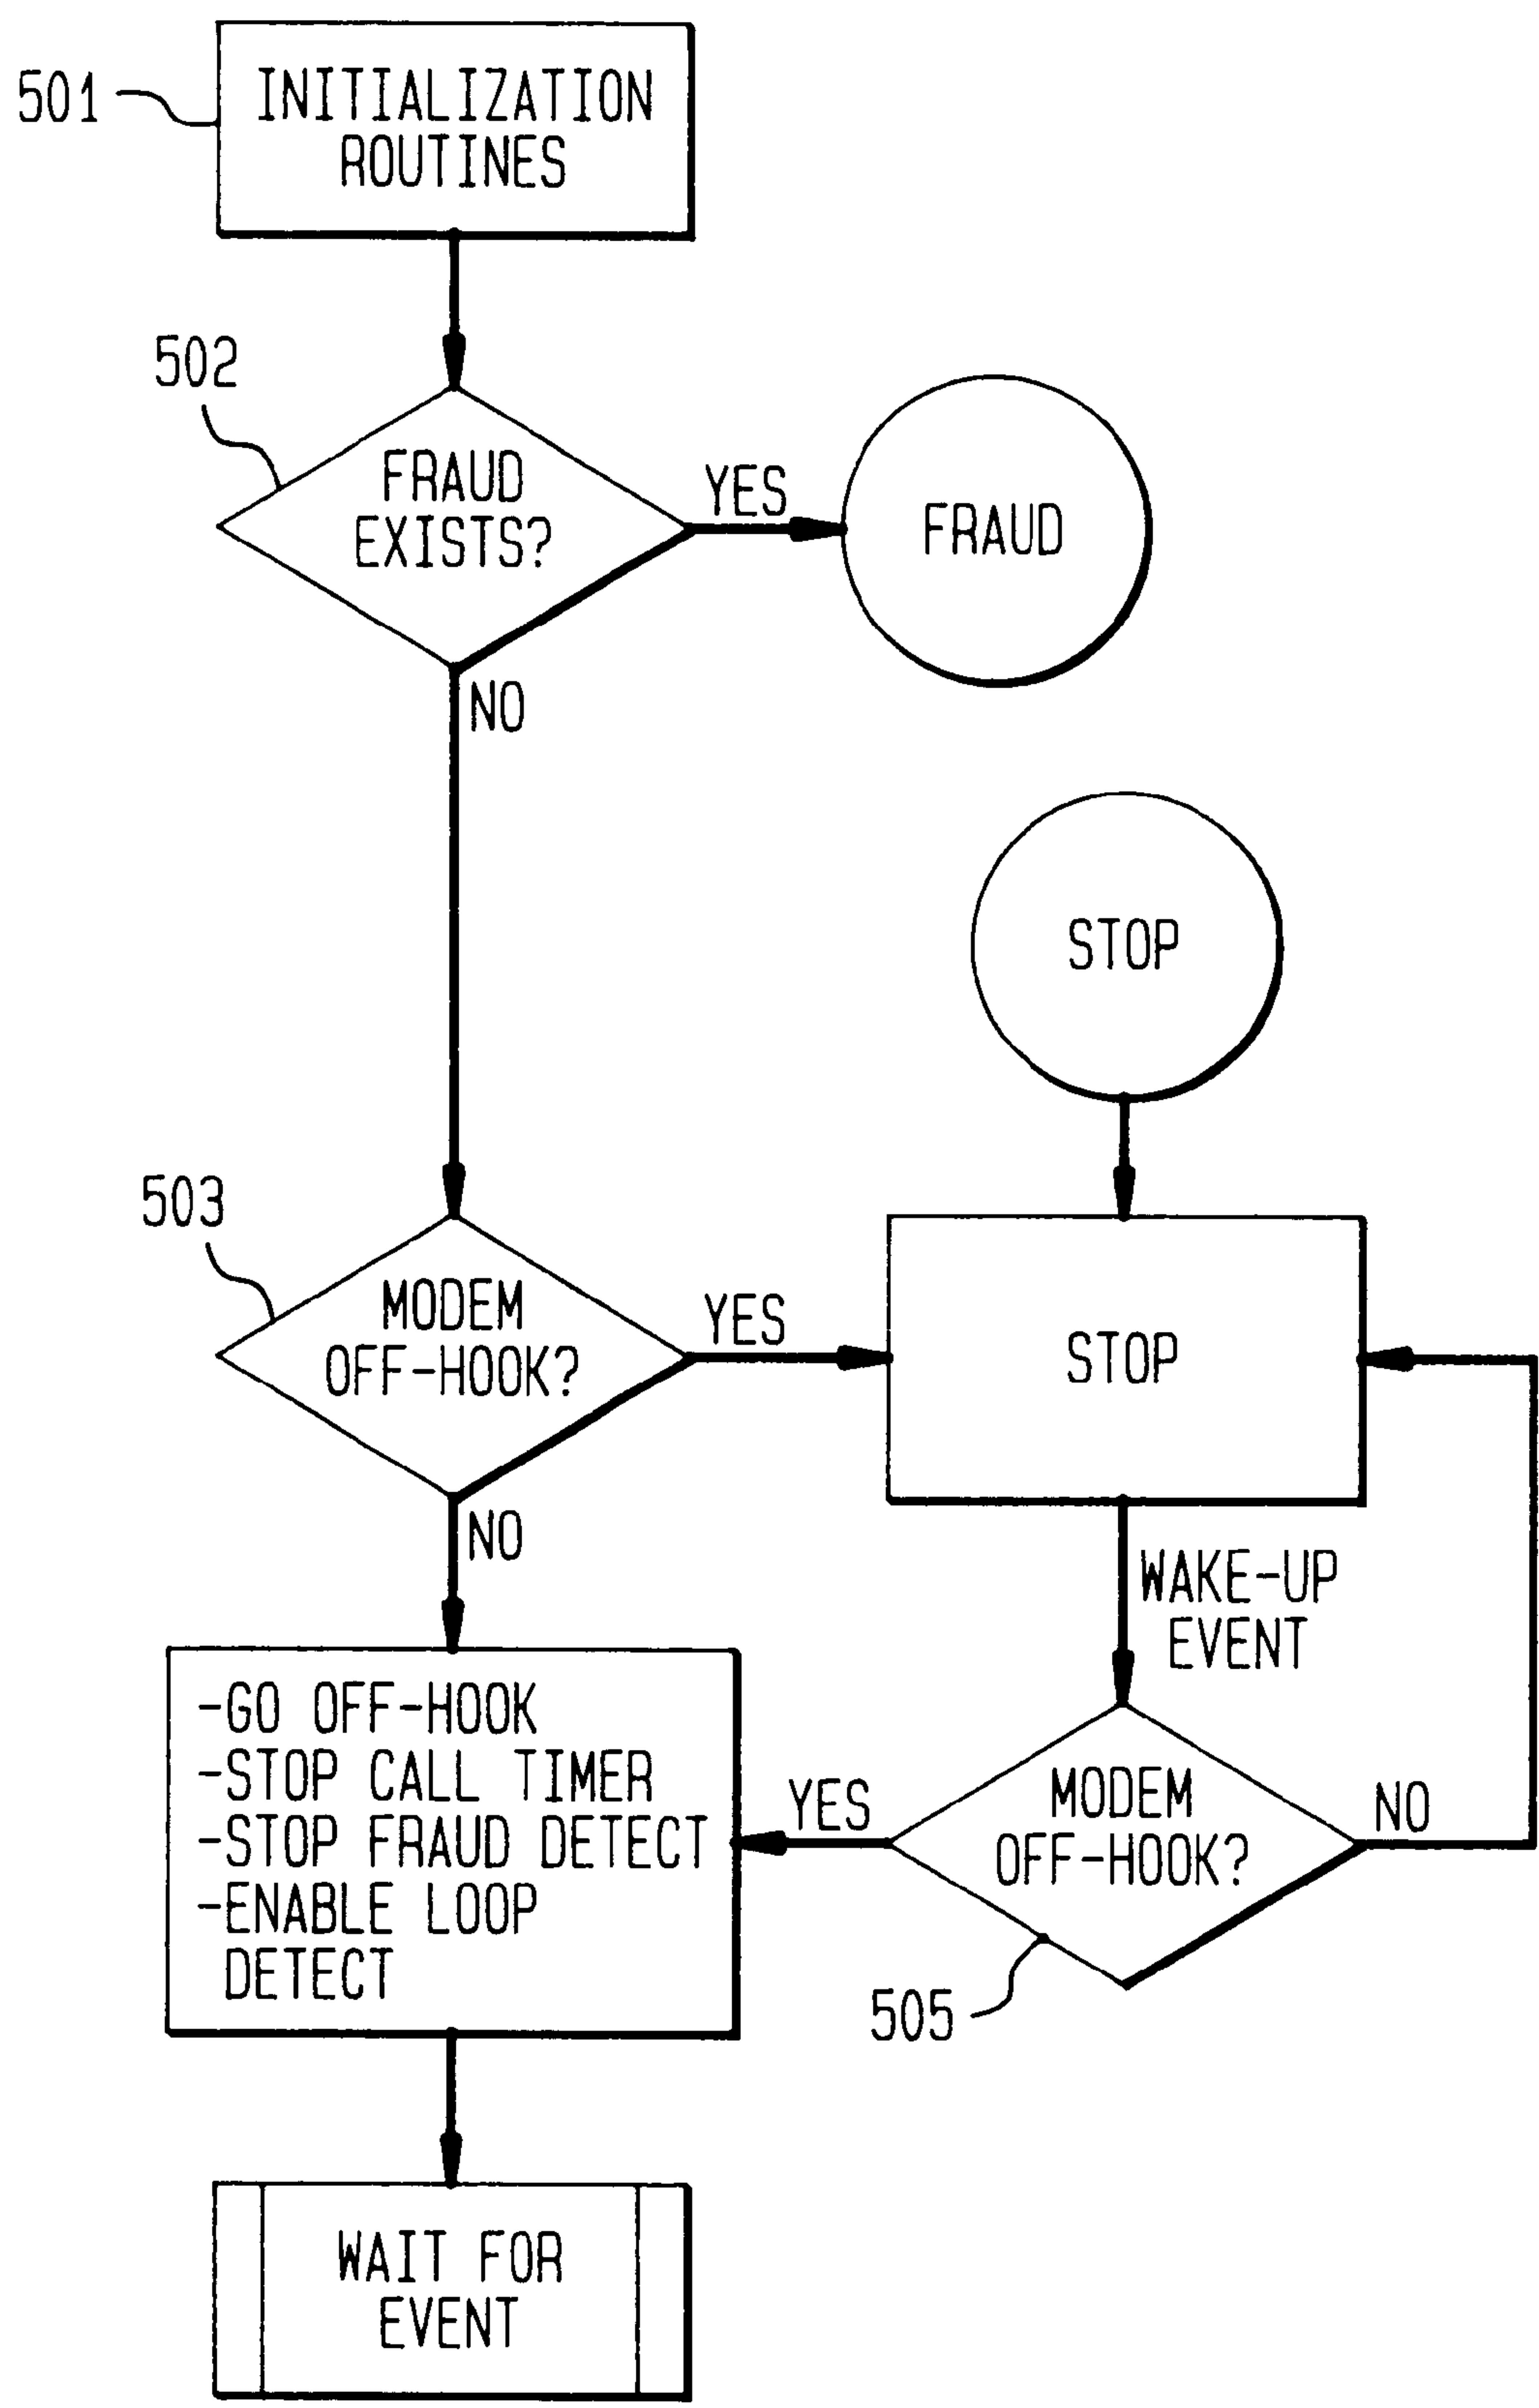 501
INITIALIZATION
ROUTINES
502
FRAUD
EXISTS?
YES
FRAUD
NO
STOP
503
MODEM
OFF-HOOK?
YES
STOP
NO
WAKE-UP
EVENT
-GO OFF-HOOK
-STOP CALL TIMER
-STOP FRAUD DETECT
-ENABLE LOOP
DETECT
YES
MODEM
OFF-HOOK?
NO
505
WAIT FOR
EVENT